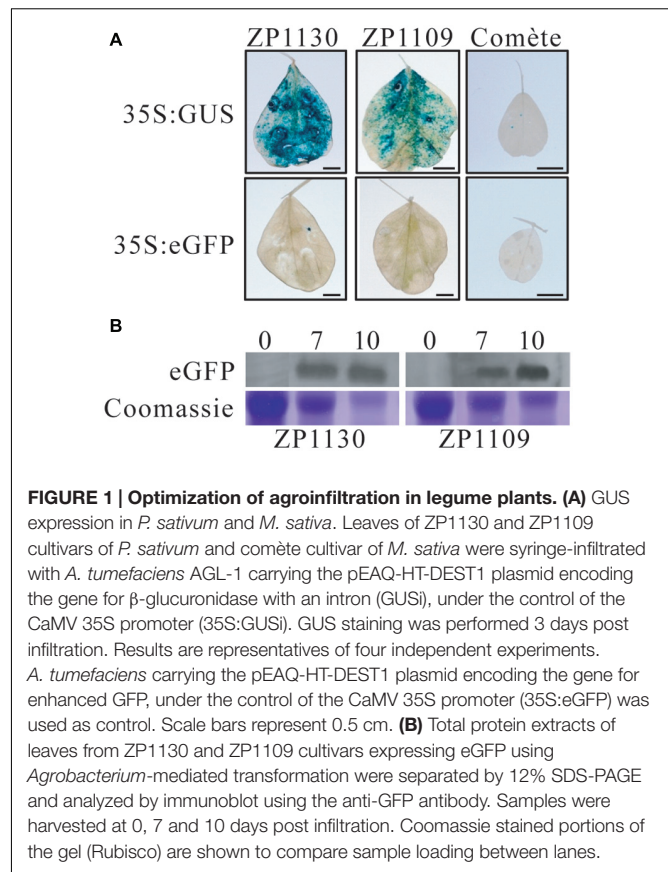 A
ZP1130 ZP1109 Comète
35S:GUS
35S:eGFP
B
0 7 10 0 7 10
eGFP
Coomassie
ZP1130 ZP1109
FIGURE 1 | Optimization of agroinfiltration in legume plants. (A) GUS
expression in P. sativum and M. sativa. Leaves of ZP1130 and ZP1109
cultivars of P. sativum and comète cultivar of M. sativa were syringe-infiltrated
with A. tumefaciens AGL-1 carrying the pEAQ-HT-DEST1 plasmid encoding
the gene for β-glucuronidase with an intron (GUSi), under the control of the
CaMV 35S promoter (35S:GUSi). GUS staining was performed 3 days post
infiltration. Results are representatives of four independent experiments.
A. tumefaciens carrying the pEAQ-HT-DEST1 plasmid encoding the gene for
enhanced GFP, under the control of the CaMV 35S promoter (35S:eGFP) was
used as control. Scale bars represent 0.5 cm. (B) Total protein extracts of
leaves from ZP1130 and ZP1109 cultivars expressing eGFP using
Agrobacterium-mediated transformation were separated by 12% SDS-PAGE
and analyzed by immunoblot using the anti-GFP antibody. Samples were
harvested at 0, 7 and 10 days post infiltration. Coomassie stained portions of
the gel (Rubisco) are shown to compare sample loading between lanes.